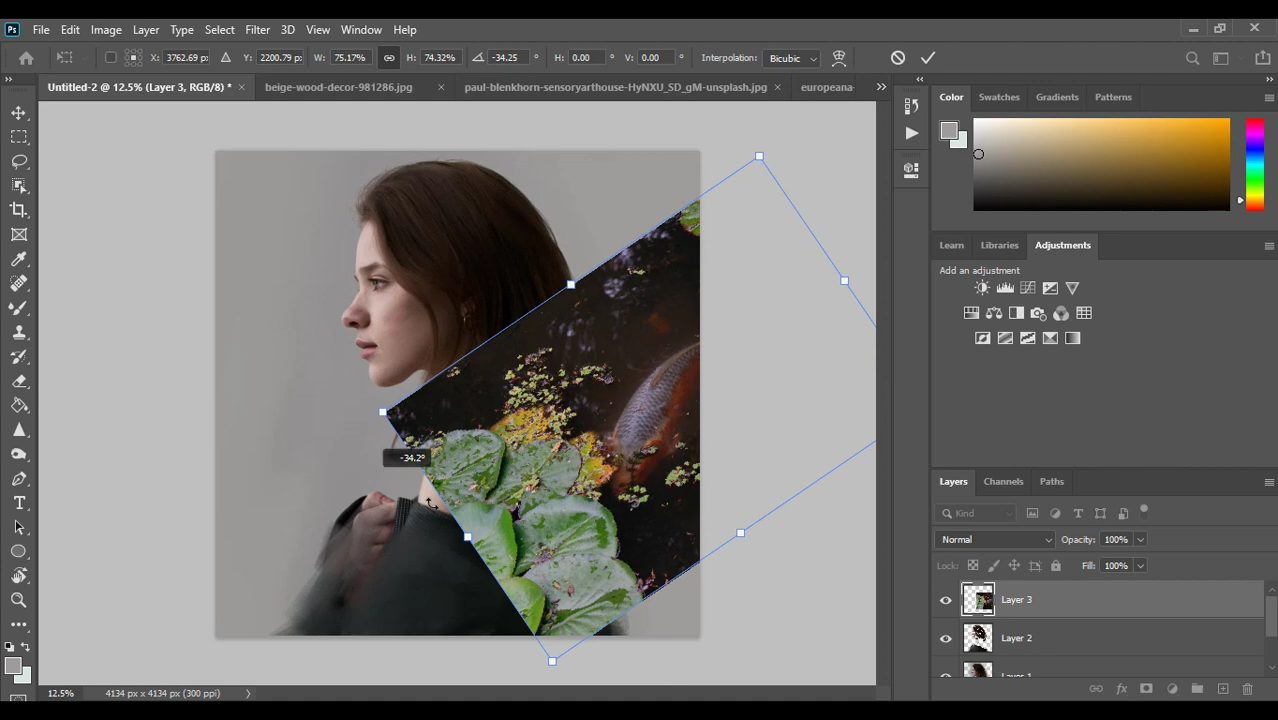 Ps File Edit Image Layer Type Select Filter 3D View Window Help
X: 3762.69 px Y: 2200.79 px W: 75.17% H: 74.32% -34.25 ° H: 0.00 ° V: 0.00 ° Interpolation: Bicubic
Untitled-2 @ 12.5% (Layer 3, RGB/8) * beige-wood-decor-981286.jpg paul-blenkhorn-sensoryarthouse-HyNXU_SD_gM-unsplash.jpg europeana-
Color Swatches Gradients Patterns
Learn Libraries Adjustments
Add an adjustment
-34.2°
Layers Channels Paths
Kind
Normal Opacity: 100%
Lock: Fill: 100%
Layer 3
Layer 2
Layer 1
12.5% 4134 px x 4134 px (300 ppi)